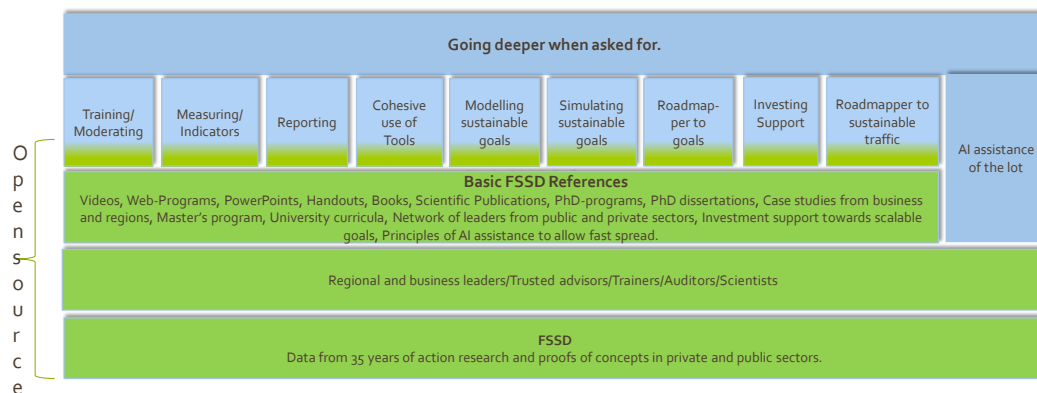 Going deeper when asked for.
Training/
Moderating
Measuring/
Indicators
Reporting
Cohesive
use of
Tools
Modelling
sustainable
goals
Simulating
sustainable
goals
Roadmap-
per to
goals
Investing
Support
Roadmapper to
sustainable
traffic
AI assistance
of the lot
Basic FSSD References
Videos, Web-Programs, PowerPoints, Handouts, Books, Scientific Publications, PhD-programs, PhD dissertations, Case studies from business
and regions, Master's program, University curricula, Network of leaders from public and private sectors, Investment support towards scalable
goals, Principles of AI assistance to allow fast spread.
Regional and business leaders/Trusted advisors/Trainers/Auditors/Scientists
FSSD
Data from 35 years of action research and proofs of concepts in private and public sectors.
Open source